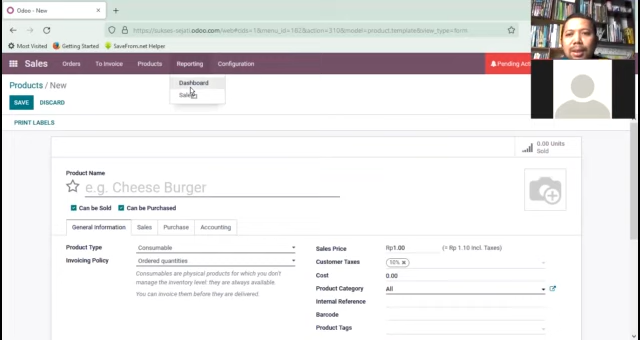 Odoo - New
https://sukses-sejati.odoo.com/web#cids=1&menu_id=182&action=310&model=product.template&view_type=form
Most Visited Getting Started SaveFrom.net Helper
Sales Orders To Invoice Products Reporting Configuration
Pending Act
Dashboard
Sales
Products / New
SAVE DISCARD
PRINT LABELS
0.00 Units
Sold
Product Name
e.g. Cheese Burger
Can be Sold Can be Purchased
General Information Sales Purchase Accounting
Product Type Consumable
Invoicing Policy Ordered quantities
Consumables are physical products for which you don't
manage the inventory level: they are always available.
You can invoice them before they are delivered.
Sales Price Rp1.00 (= Rp 1.10 Incl. Taxes)
Customer Taxes 10% ×
Cost 0.00
Product Category All
Internal Reference
Barcode
Product Tags